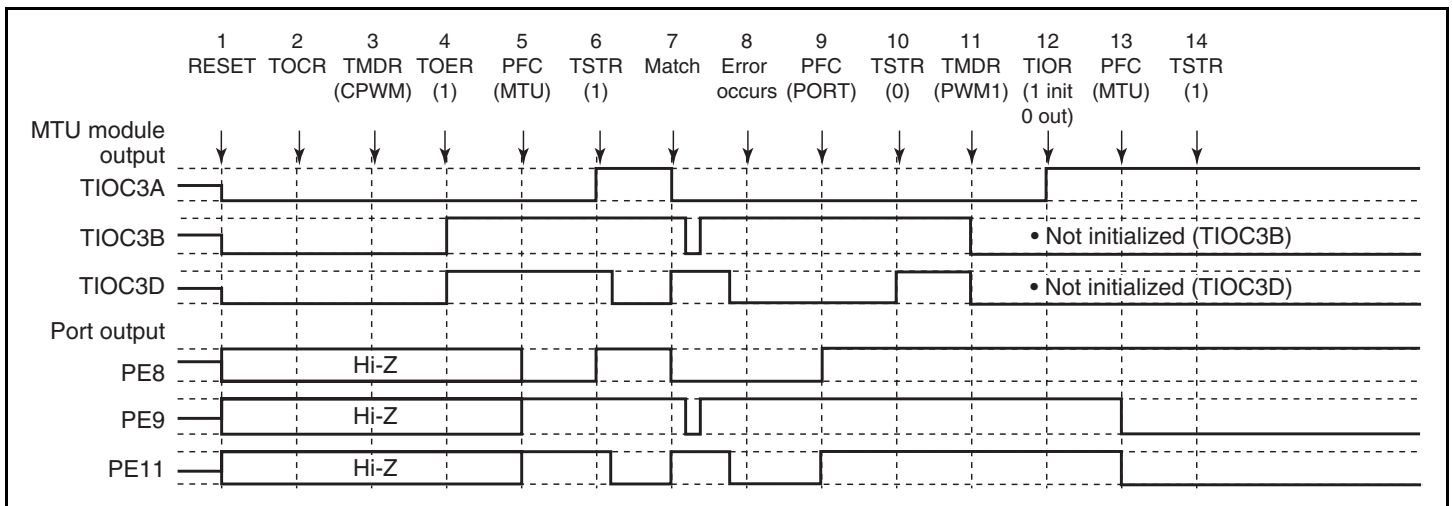 1 2 3 4 5 6 7 8 9 10 11 12 13 14
RESET TOCR TMDR TOER PFC TSTR Match Error PFC TSTR TMDR TIOR PFC TSTR
(CPWM) (1) (MTU) (1) occurs (PORT) (0) (PWM1) (1 init (MTU) (1)
0 out)
MTU module
output
TIOC3A
TIOC3B
• Not initialized (TIOC3B)
TIOC3D
• Not initialized (TIOC3D)
Port output
PE8
Hi-Z
PE9
Hi-Z
PE11
Hi-Z